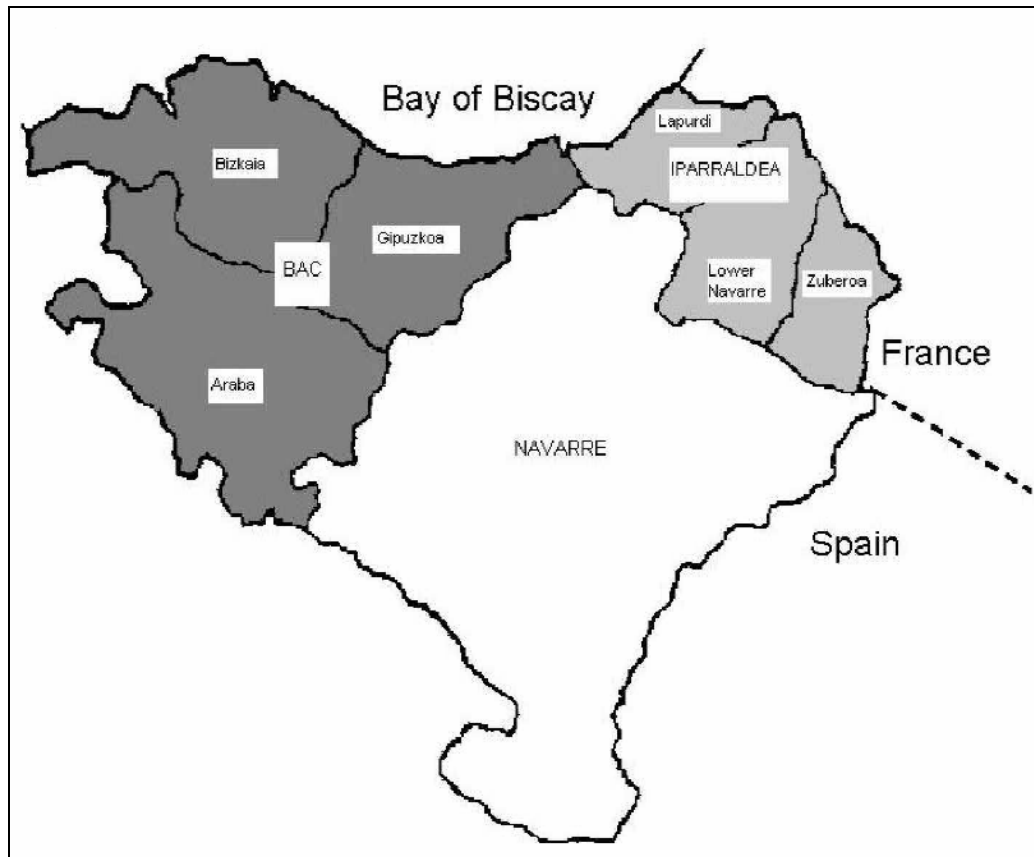 Bay of Biscay
Lapurdi
Bizkaia
IPARRALDEA
Gipuzkoa
BAC
Lower
Navarre
Zuberoa
France
Araba
NAVARRE
Spain